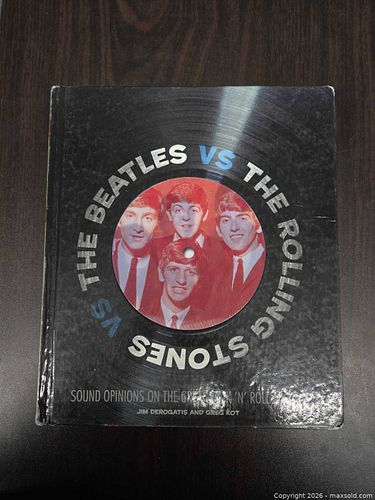 THE BEATLES VS THE ROLLING STONES VS
SOUND OPINIONS ON THE 'N' ROLL
JIM DEROGATIS AND GREG KOT
Copyright 2026 - maxsold.com